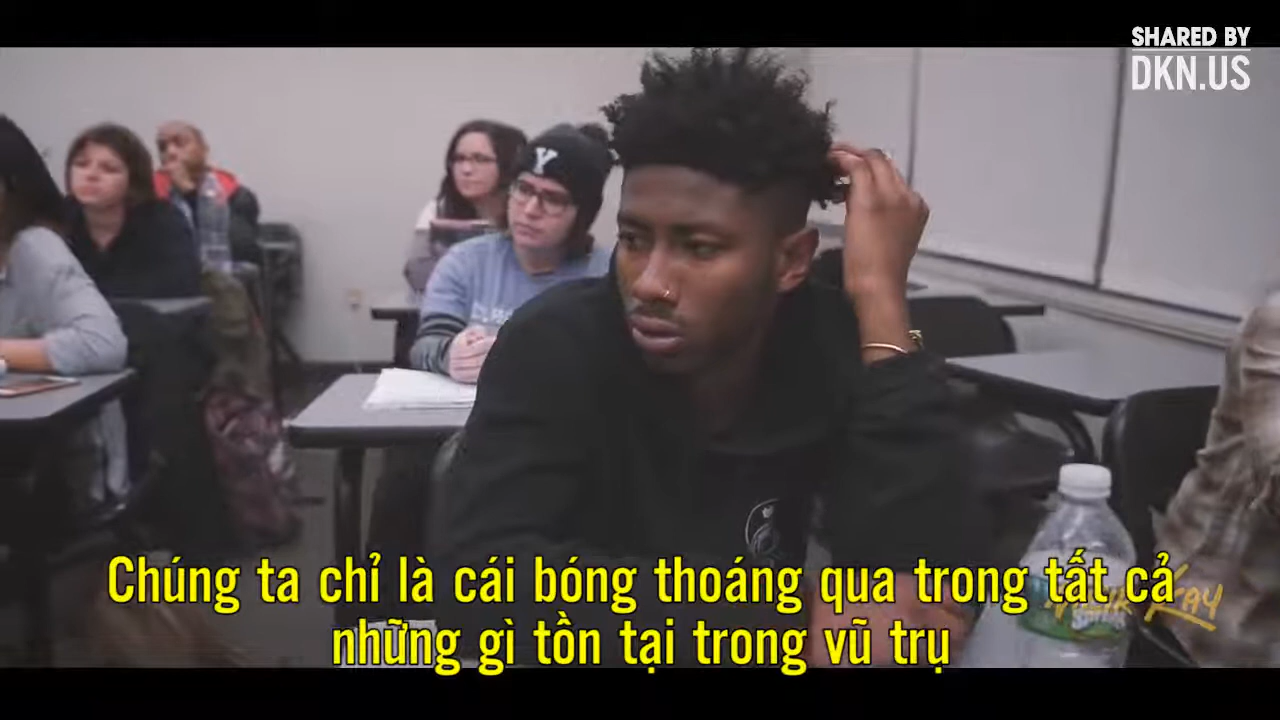 SHARED BY
DKN.US
Y
Chúng ta chỉ là cái bóng thoáng qua trong tất cả
những gì tồn tại trong vũ trụ
KAY